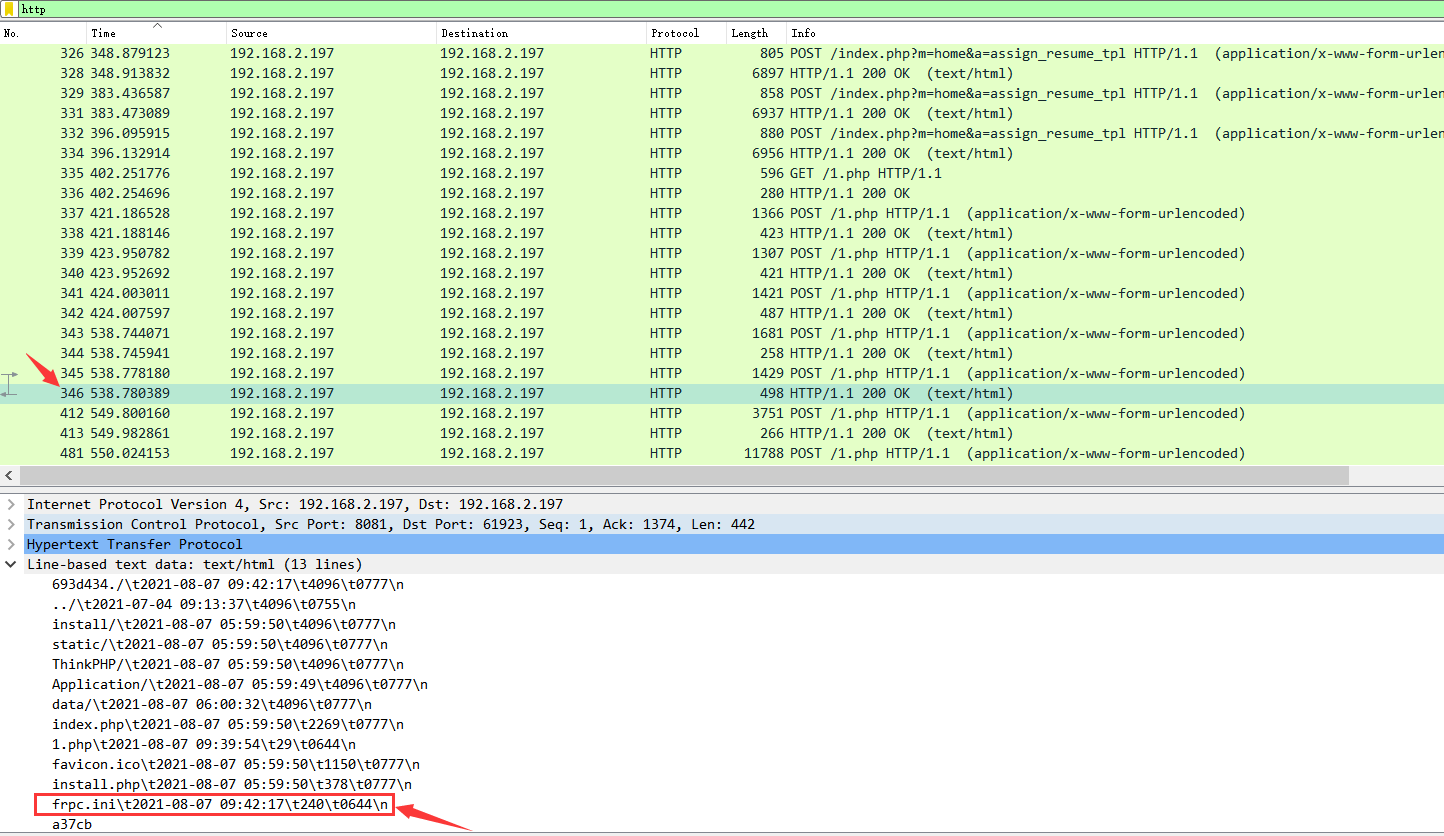 http
No. Time Source Destination Protocol Length Info
326 348.879123 192.168.2.197 192.168.2.197 HTTP 805 POST /index.php?m=home&a=assign_resume_tpl HTTP/1.1  (application/x-www-form-urlen
328 348.913832 192.168.2.197 192.168.2.197 HTTP 6897 HTTP/1.1 200 OK  (text/html)
329 383.436587 192.168.2.197 192.168.2.197 HTTP 858 POST /index.php?m=home&a=assign_resume_tpl HTTP/1.1  (application/x-www-form-urlen
331 383.473089 192.168.2.197 192.168.2.197 HTTP 6937 HTTP/1.1 200 OK  (text/html)
332 396.095915 192.168.2.197 192.168.2.197 HTTP 880 POST /index.php?m=home&a=assign_resume_tpl HTTP/1.1  (application/x-www-form-urlen
334 396.132914 192.168.2.197 192.168.2.197 HTTP 6956 HTTP/1.1 200 OK  (text/html)
335 402.251776 192.168.2.197 192.168.2.197 HTTP 596 GET /1.php HTTP/1.1
336 402.254696 192.168.2.197 192.168.2.197 HTTP 280 HTTP/1.1 200 OK
337 421.186528 192.168.2.197 192.168.2.197 HTTP 1366 POST /1.php HTTP/1.1  (application/x-www-form-urlencoded)
338 421.188146 192.168.2.197 192.168.2.197 HTTP 423 HTTP/1.1 200 OK  (text/html)
339 423.950782 192.168.2.197 192.168.2.197 HTTP 1307 POST /1.php HTTP/1.1  (application/x-www-form-urlencoded)
340 423.952692 192.168.2.197 192.168.2.197 HTTP 421 HTTP/1.1 200 OK  (text/html)
341 424.003011 192.168.2.197 192.168.2.197 HTTP 1421 POST /1.php HTTP/1.1  (application/x-www-form-urlencoded)
342 424.007597 192.168.2.197 192.168.2.197 HTTP 487 HTTP/1.1 200 OK  (text/html)
343 538.744071 192.168.2.197 192.168.2.197 HTTP 1681 POST /1.php HTTP/1.1  (application/x-www-form-urlencoded)
344 538.745941 192.168.2.197 192.168.2.197 HTTP 258 HTTP/1.1 200 OK  (text/html)
345 538.778180 192.168.2.197 192.168.2.197 HTTP 1429 POST /1.php HTTP/1.1  (application/x-www-form-urlencoded)
346 538.780389 192.168.2.197 192.168.2.197 HTTP 498 HTTP/1.1 200 OK  (text/html)
412 549.800160 192.168.2.197 192.168.2.197 HTTP 3751 POST /1.php HTTP/1.1  (application/x-www-form-urlencoded)
413 549.982861 192.168.2.197 192.168.2.197 HTTP 266 HTTP/1.1 200 OK  (text/html)
481 550.024153 192.168.2.197 192.168.2.197 HTTP 11788 POST /1.php HTTP/1.1  (application/x-www-form-urlencoded)
Internet Protocol Version 4, Src: 192.168.2.197, Dst: 192.168.2.197
Transmission Control Protocol, Src Port: 8081, Dst Port: 61923, Seq: 1, Ack: 1374, Len: 442
Hypertext Transfer Protocol
Line-based text data: text/html (13 lines)
693d434./\t2021-08-07 09:42:17\t4096\t0777\n
../\t2021-07-04 09:13:37\t4096\t0755\n
install/\t2021-08-07 05:59:50\t4096\t0777\n
static/\t2021-08-07 05:59:50\t4096\t0777\n
ThinkPHP/\t2021-08-07 05:59:50\t4096\t0777\n
Application/\t2021-08-07 05:59:49\t4096\t0777\n
data/\t2021-08-07 06:00:32\t4096\t0777\n
index.php\t2021-08-07 05:59:50\t2269\t0777\n
1.php\t2021-08-07 09:39:54\t29\t0644\n
favicon.ico\t2021-08-07 05:59:50\t1150\t0777\n
install.php\t2021-08-07 05:59:50\t378\t0777\n
frpc.ini\t2021-08-07 09:42:17\t240\t0644\n
a37cb